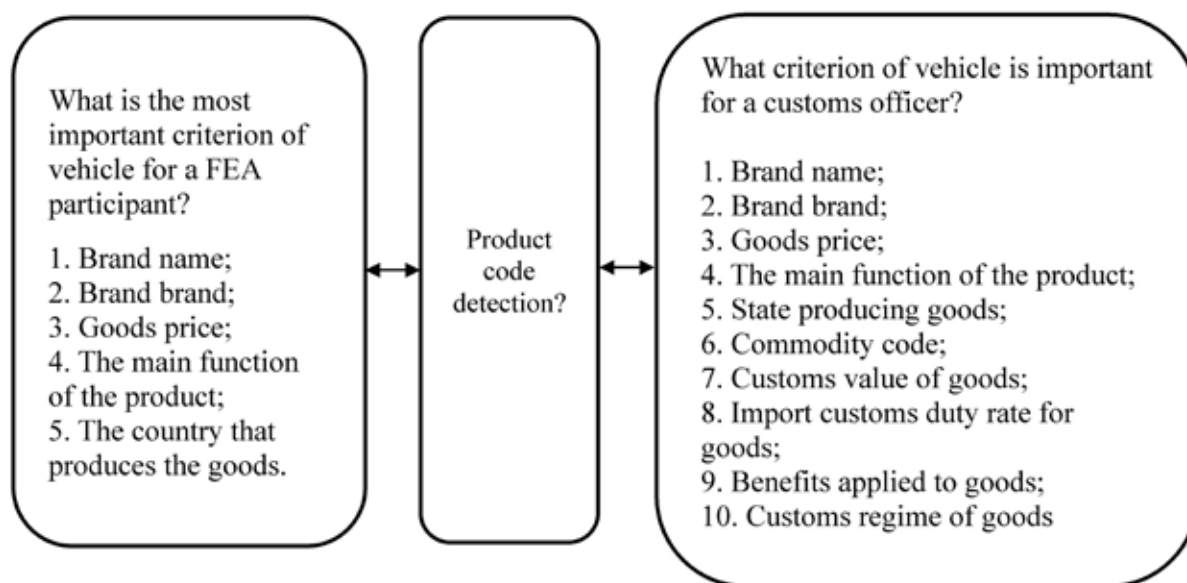 What is the most
important criterion of
vehicle for a FEA
participant?
1. Brand name;
2. Brand brand;
3. Goods price;
4. The main function
of the product;
5. The country that
produces the goods.
Product
code
detection?
What criterion of vehicle is important
for a customs officer?
1. Brand name;
2. Brand brand;
3. Goods price;
4. The main function of the product;
5. State producing goods;
6. Commodity code;
7. Customs value of goods;
8. Import customs duty rate for
goods;
9. Benefits applied to goods;
10. Customs regime of goods